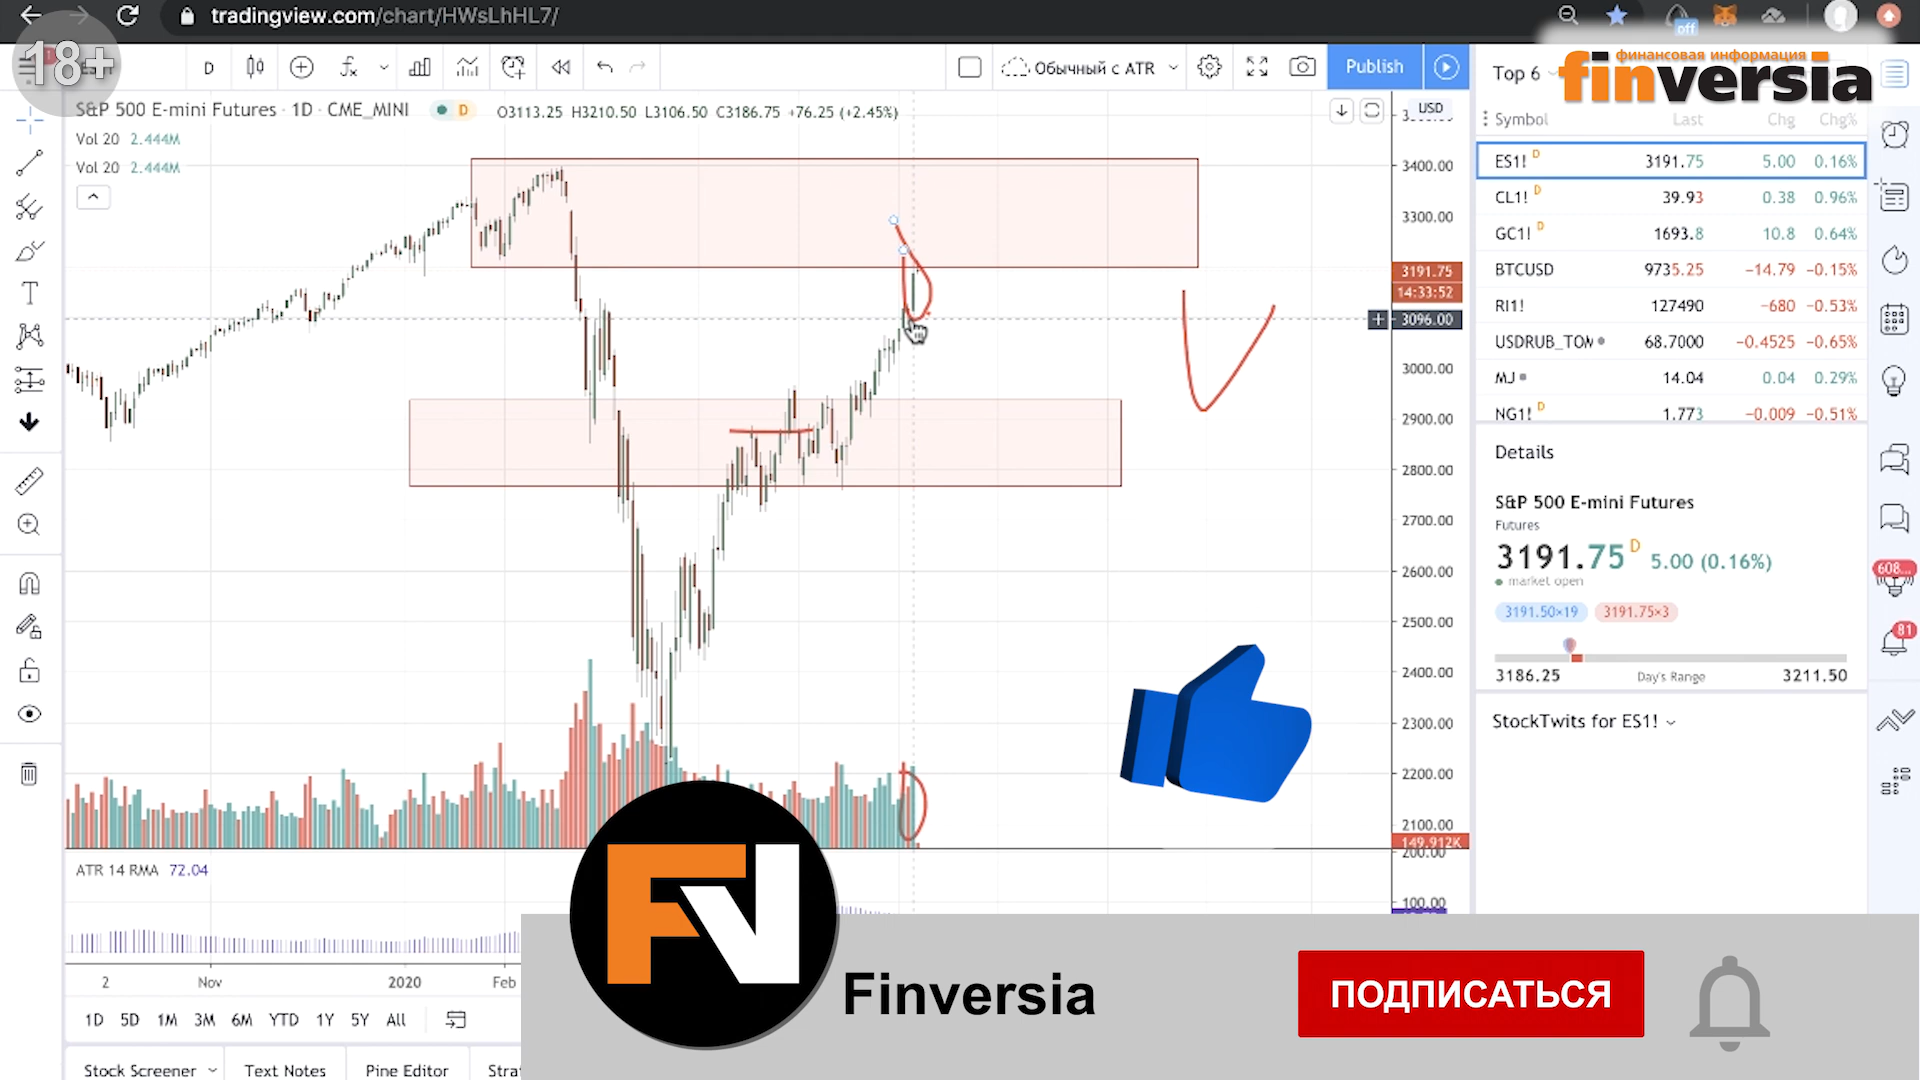 tradingview.com/chart/HWsLhHL7/
off
18+
D
Обычный с ATR
Publish
Top 6
финансовая информация
finversia
S&P 500 E-mini Futures · 1D · CME_MINI
D
O3113.25 H3210.50 L3106.50 C3186.75 +76.25 (+2.45%)
USD
Vol 20 2.444M
Vol 20 2.444M
3400.00
3300.00
3191.75
14:33:52
3096.00
3000.00
2900.00
2800.00
2700.00
2600.00
2500.00
2400.00
2300.00
2200.00
2100.00
149.912K
200.00
100.00
ATR 14 RMA 72.04
2 Nov 2020 Feb
1D 5D 1M 3M 6M YTD 1Y 5Y All
Stock Screener Text Notes Pine Editor Strat
Symbol Last Chg Chg%
ES1! D 3191.75 5.00 0.16%
CL1! D 39.93 0.38 0.96%
GC1! D 1693.8 10.8 0.64%
BTCUSD 9735.25 −14.79 −0.15%
RI1! 127490 −680 −0.53%
USDRUB_TOM 68.7000 −0.4525 −0.65%
MJ 14.04 0.04 0.29%
NG1! D 1.773 −0.009 −0.51%
Details
S&P 500 E-mini Futures
Futures
3191.75 D 5.00 (0.16%)
market open
3191.50×19 3191.75×3
3186.25 Day's Range 3211.50
StockTwits for ES1!
608...
81
FV
Finversia
ПОДПИСАТЬСЯ